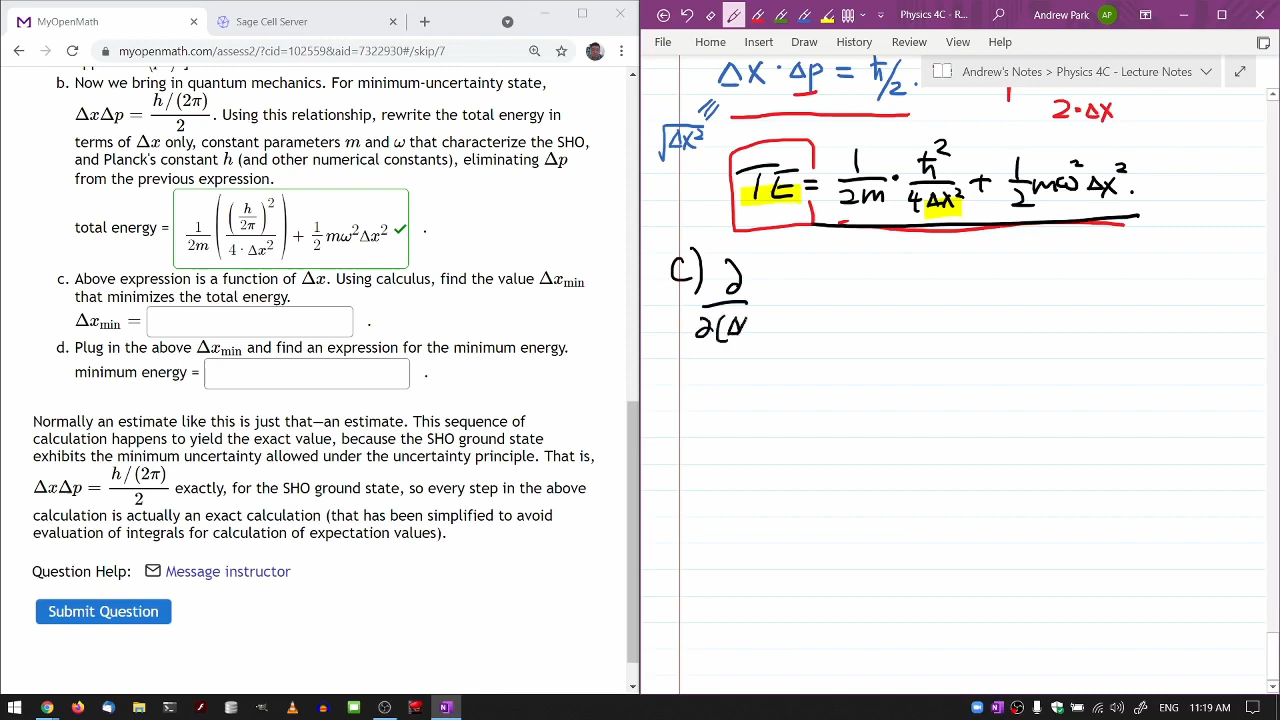 MyOpenMath
Sage Cell Server
myopenmath.com/assess2/?cid=102559&aid=7322930#/skip/7
b. Now we bring in quantum mechanics. For minimum-uncertainty state,
ΔxΔp = h/(2π) / 2 . Using this relationship, rewrite the total energy in
terms of Δx only, constant parameters m and ω that characterize the SHO,
and Planck's constant h (and other numerical constants), eliminating Δp
from the previous expression.
total energy = 1/2m ( (h/2π)^2 / 4·Δx^2 ) + 1/2 mω^2Δx^2 .
c. Above expression is a function of Δx. Using calculus, find the value Δx_min
that minimizes the total energy.
Δx_min = .
d. Plug in the above Δx_min and find an expression for the minimum energy.
minimum energy = .
Normally an estimate like this is just that—an estimate. This sequence of
calculation happens to yield the exact value, because the SHO ground state
exhibits the minimum uncertainty allowed under the uncertainty principle. That is,
ΔxΔp = h/(2π) / 2 exactly, for the SHO ground state, so every step in the above
calculation is actually an exact calculation (that has been simplified to avoid
evaluation of integrals for calculation of expectation values).
Question Help: Message instructor
Submit Question
Physics 4C - R...
Andrew Park AP
File Home Insert Draw History Review View Help
Andrew's Notes > Physics 4C - Lecture Notes
Δx · Δp = ħ/2.
2·Δx
√Δx²
TE = 1/2m · ħ²/4Δx² + 1/2 mω²Δx².
c) ∂
∂(Δ
ENG 11:19 AM